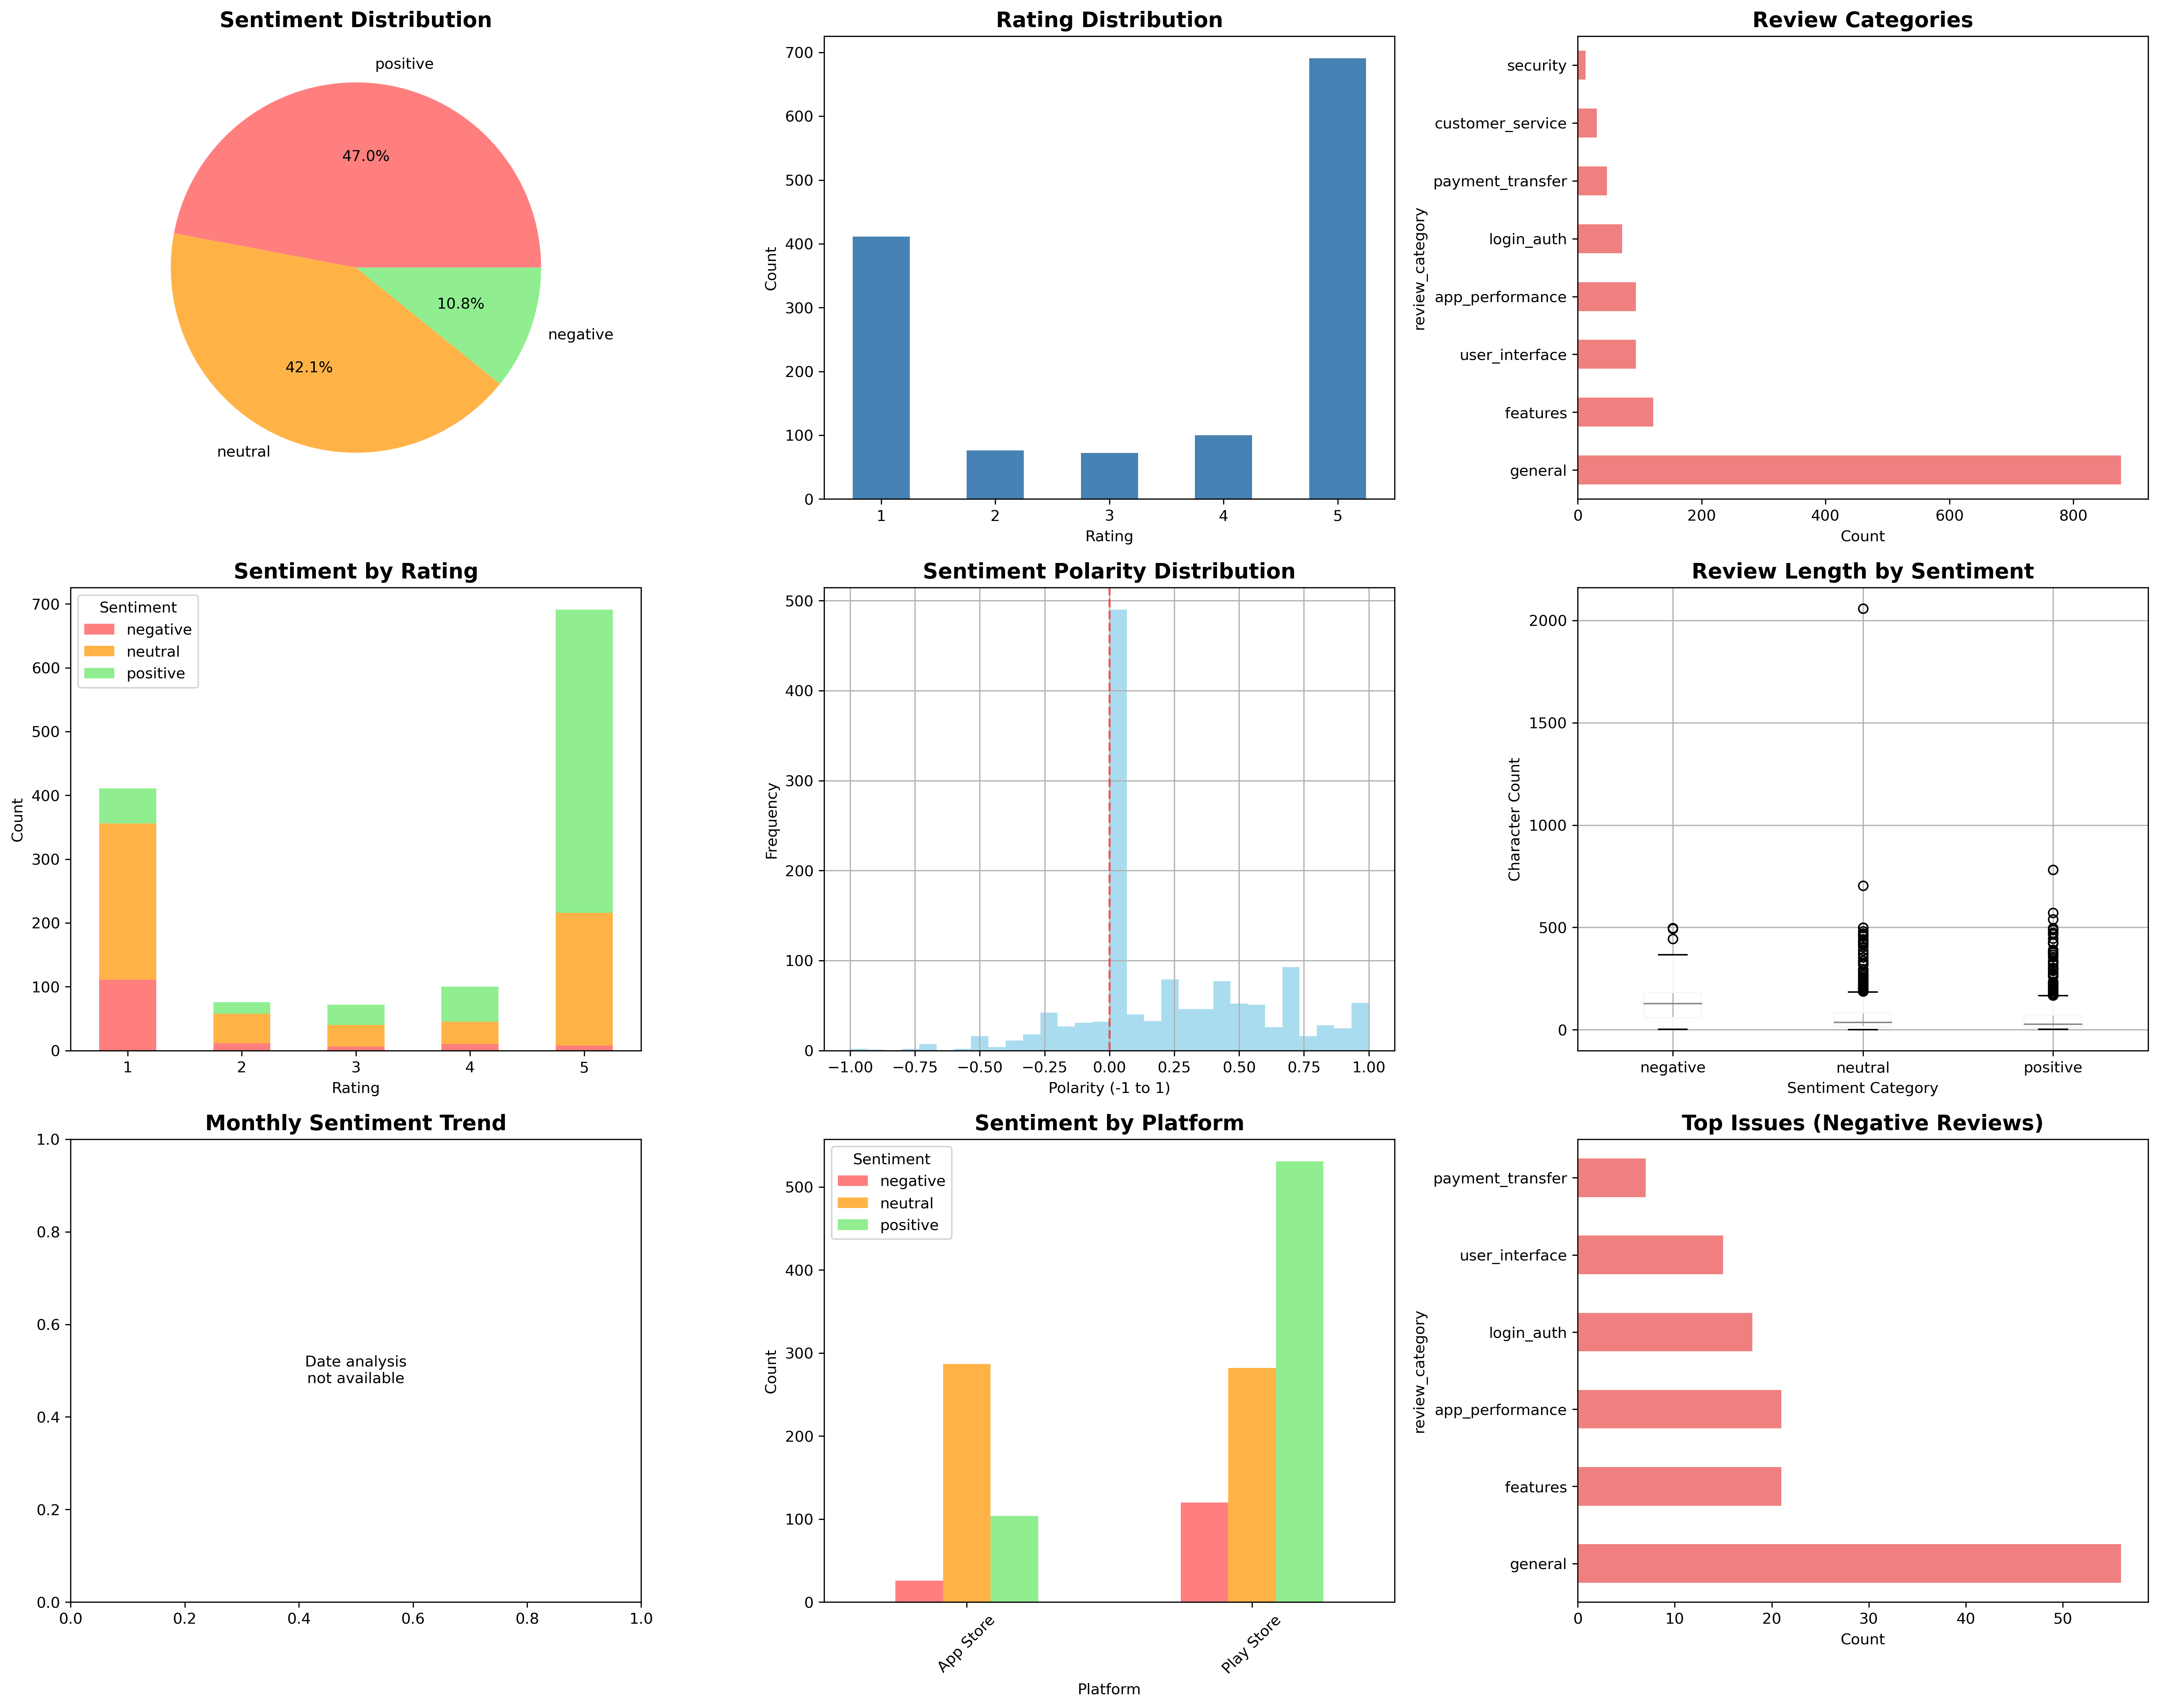 Sentiment Distribution
positive
47.0%
10.8%
negative
42.1%
neutral
Rating Distribution
700
600
500
400
300
200
100
0
Count
1 2 3 4 5
Rating
Review Categories
security
customer_service
payment_transfer
login_auth
app_performance
user_interface
features
general
review_category
0 200 400 600 800
Count
Sentiment by Rating
Sentiment
negative
neutral
positive
700
600
500
400
300
200
100
0
Count
1 2 3 4 5
Rating
Sentiment Polarity Distribution
500
400
300
200
100
0
Frequency
−1.00 −0.75 −0.50 −0.25 0.00 0.25 0.50 0.75 1.00
Polarity (-1 to 1)
Review Length by Sentiment
2000
1500
1000
500
0
Character Count
negative neutral positive
Sentiment Category
Monthly Sentiment Trend
1.0
0.8
0.6
0.4
0.2
0.0
Date analysis
not available
0.0 0.2 0.4 0.6 0.8 1.0
Sentiment by Platform
Sentiment
negative
neutral
positive
500
400
300
200
100
0
Count
App Store Play Store
Platform
Top Issues (Negative Reviews)
payment_transfer
user_interface
login_auth
app_performance
features
general
review_category
0 10 20 30 40 50
Count